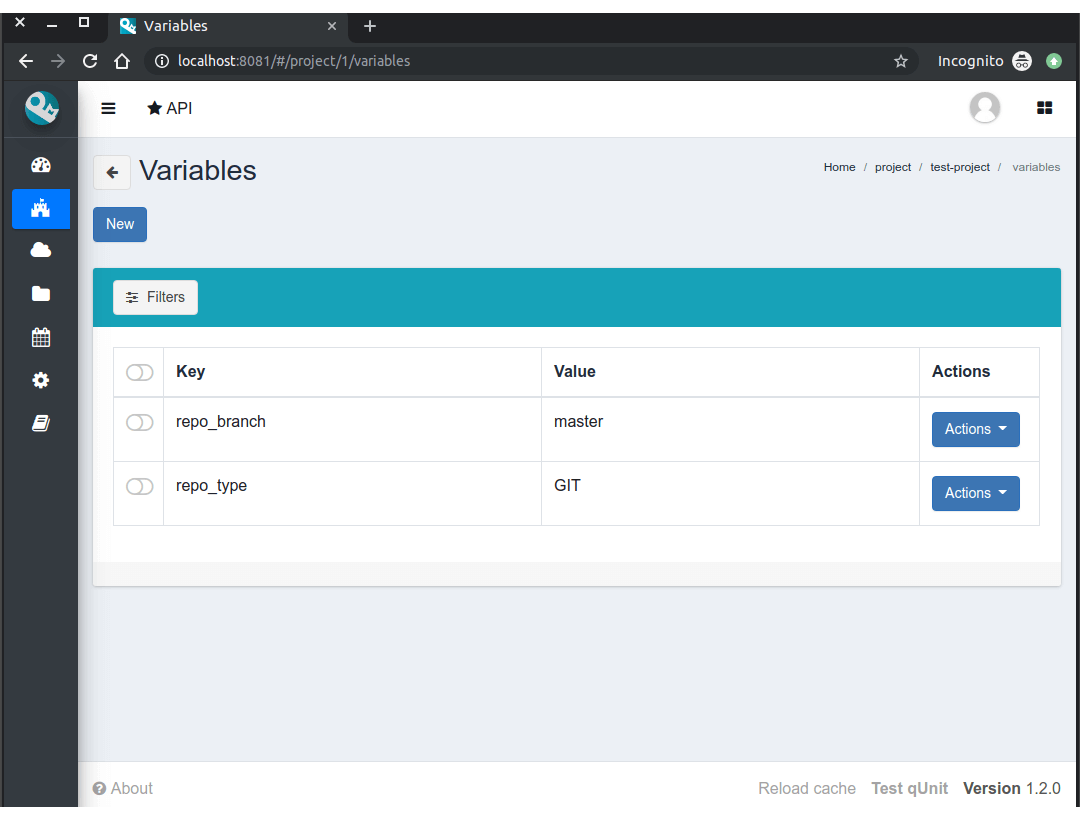 Variables
localhost:8081/#/project/1/variables
Incognito
API
Variables
Home / project / test-project / variables
New
Filters
Key Value Actions
repo_branch master Actions
repo_type GIT Actions
About
Reload cache Test qUnit Version 1.2.0